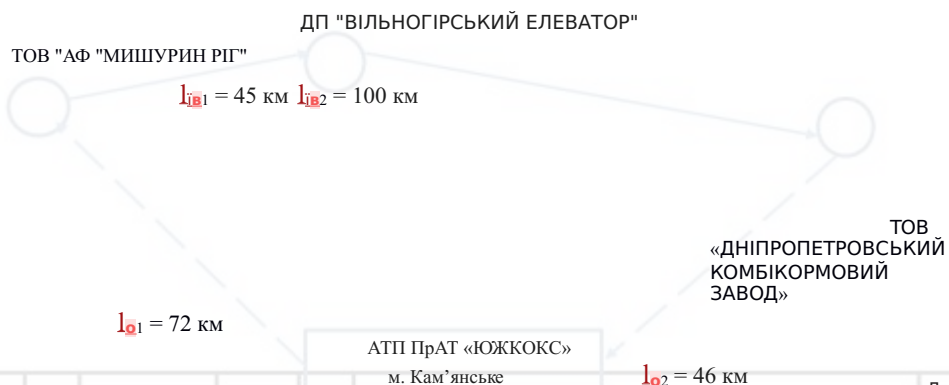 ДП "ВІЛЬНОГІРСЬКИЙ ЕЛЕВАТОР"
ТОВ "АФ "МИШУРИН РІГ"
lїв1 = 45 км lїв2 = 100 км
ТОВ
«ДНІПРОПЕТРОВСЬКИЙ
КОМБІКОРМОВИЙ
ЗАВОД»
lо1 = 72 км
АТП ПрАТ «ЮЖКОКС»
м. Кам’янське
lо2 = 46 км